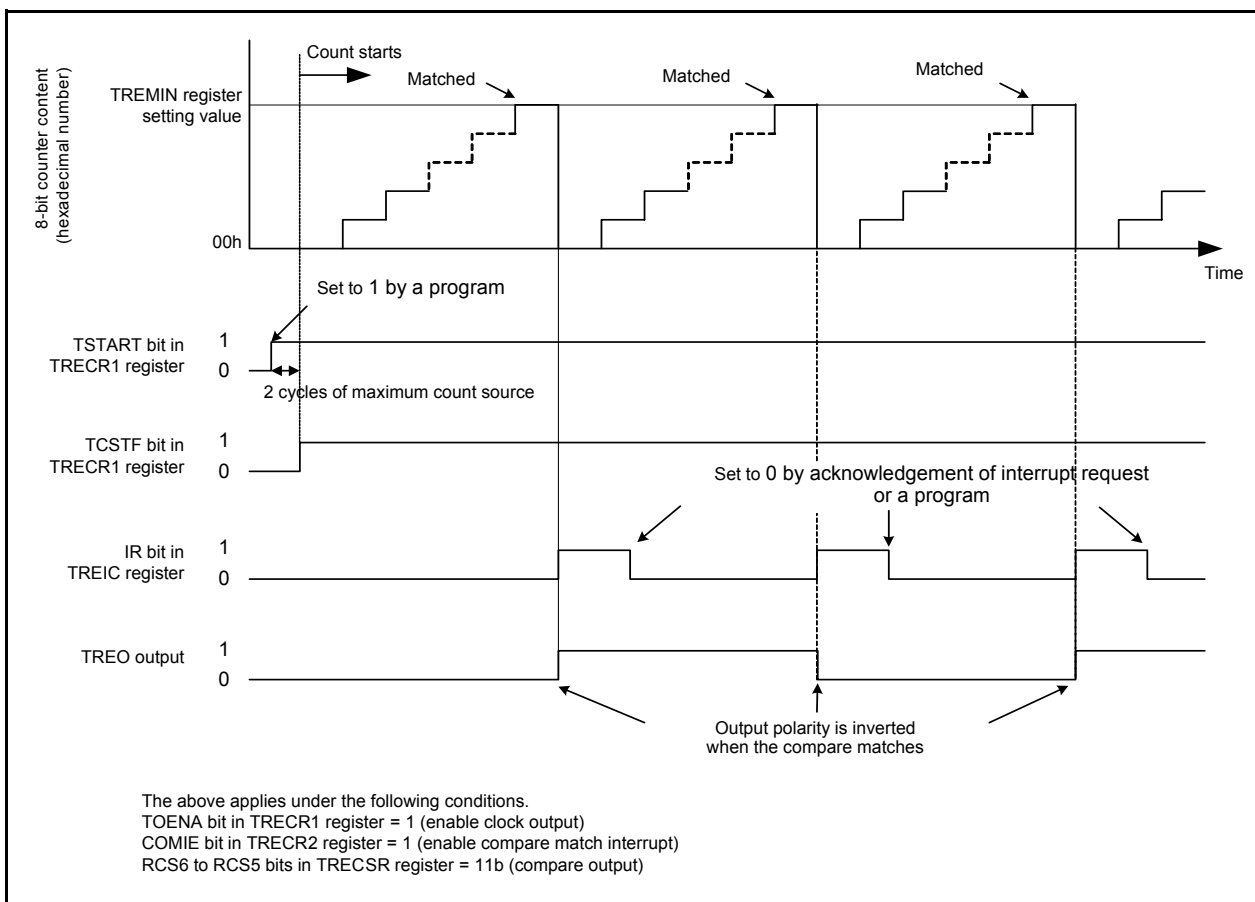 Count starts
Matched
Matched
Matched
TREMIN register
setting value
8-bit counter content
(hexadecimal number)
00h
Time
Set to 1 by a program
TSTART bit in
TRECR1 register
1
0
2 cycles of maximum count source
TCSTF bit in
TRECR1 register
1
0
Set to 0 by acknowledgement of interrupt request
or a program
IR bit in
TREIC register
1
0
TREO output
1
0
Output polarity is inverted
when the compare matches
The above applies under the following conditions.
TOENA bit in TRECR1 register = 1 (enable clock output)
COMIE bit in TRECR2 register = 1 (enable compare match interrupt)
RCS6 to RCS5 bits in TRECSR register = 11b (compare output)